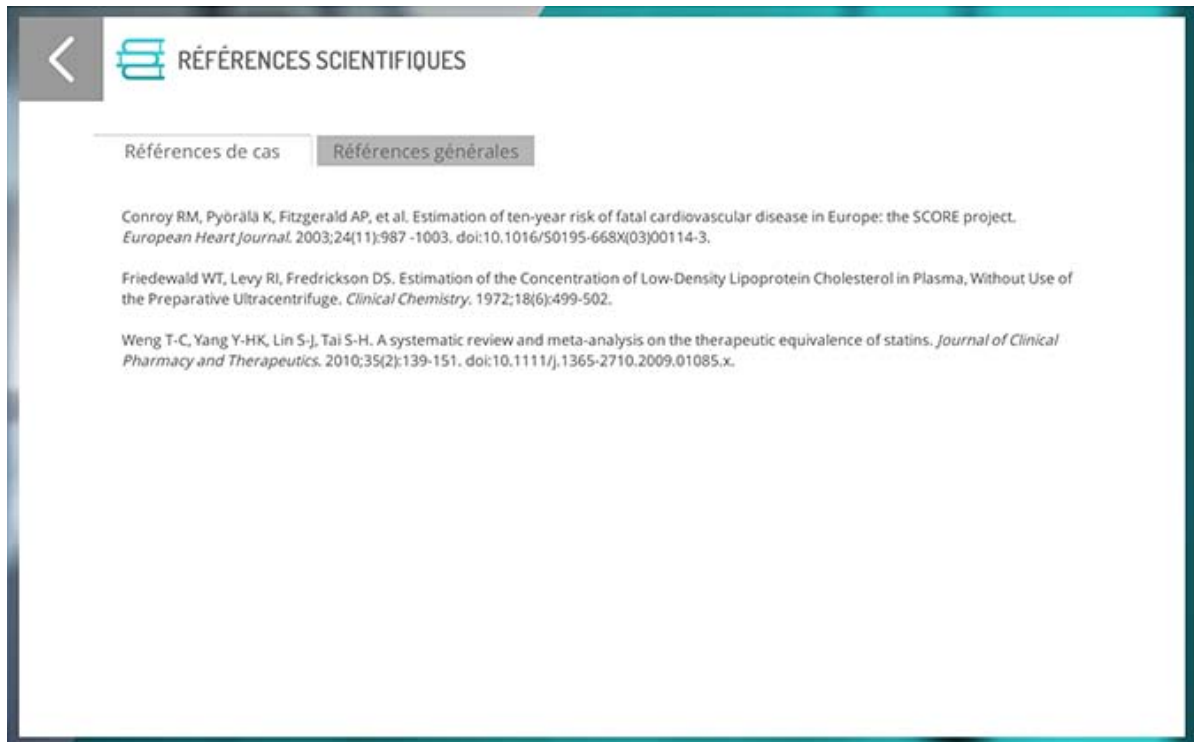 RÉFÉRENCES SCIENTIFIQUES
Références de cas
Références générales
Conroy RM, Pyörälä K, Fitzgerald AP, et al. Estimation of ten-year risk of fatal cardiovascular disease in Europe: the SCORE project.
European Heart Journal. 2003;24(11):987 -1003. doi:10.1016/S0195-668X(03)00114-3.
Friedewald WT, Levy RI, Fredrickson DS. Estimation of the Concentration of Low-Density Lipoprotein Cholesterol in Plasma, Without Use of
the Preparative Ultracentrifuge. Clinical Chemistry. 1972;18(6):499-502.
Weng T-C, Yang Y-HK, Lin S-J, Tai S-H. A systematic review and meta-analysis on the therapeutic equivalence of statins. Journal of Clinical
Pharmacy and Therapeutics. 2010;35(2):139-151. doi:10.1111/j.1365-2710.2009.01085.x.